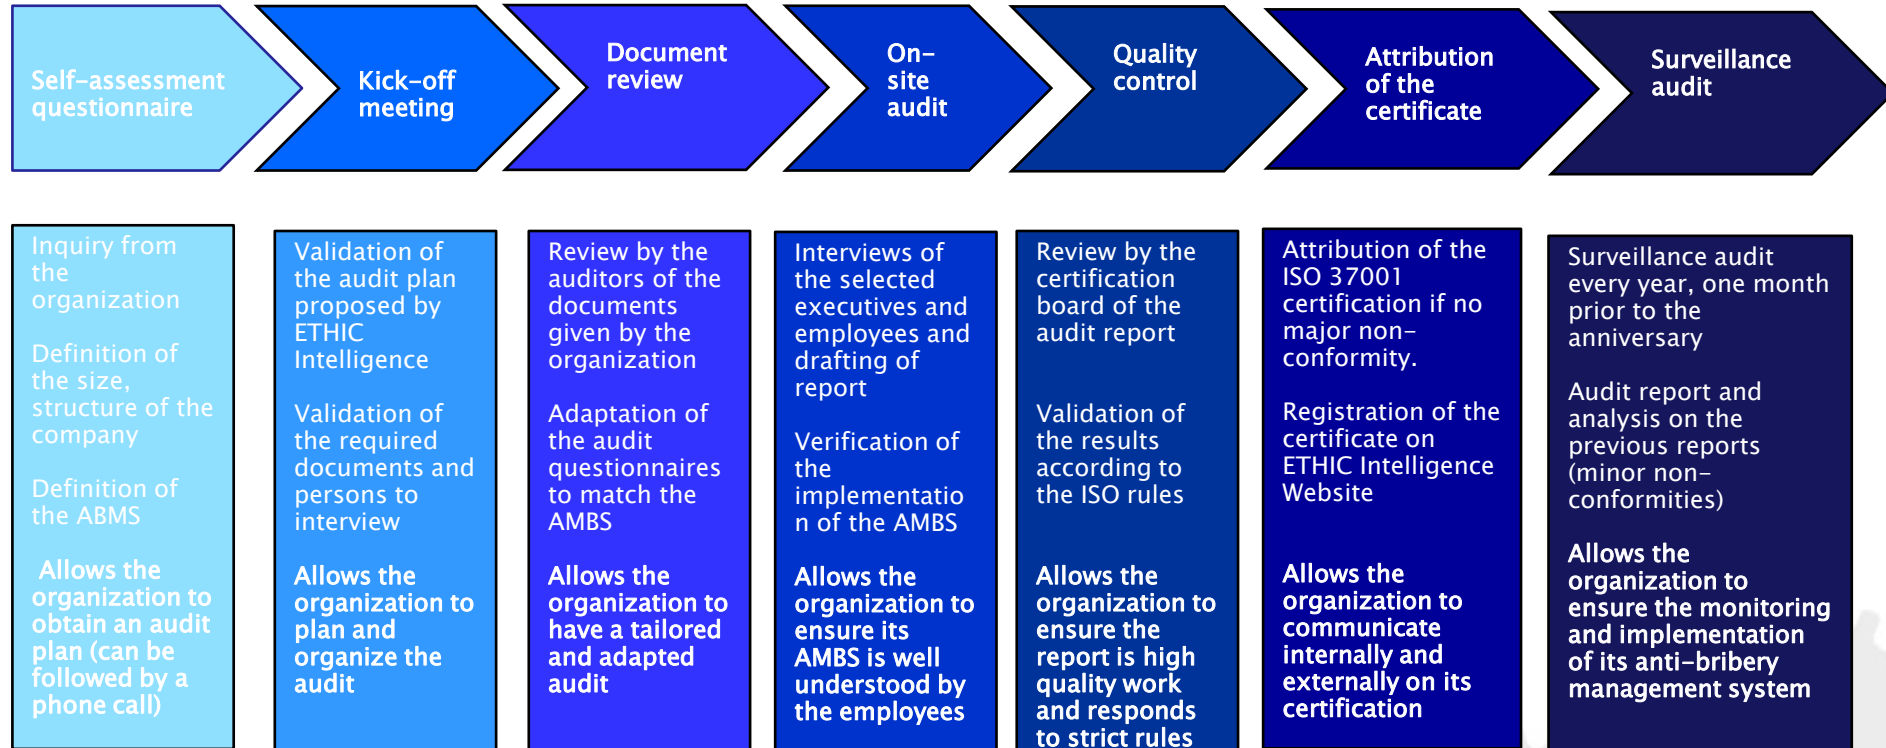 Self-assessment
questionnaire
Kick-off
meeting
Document
review
On-
site
audit
Quality
control
Attribution
of the
certificate
Surveillance
audit
Inquiry from
the
organization
Definition of
the size,
structure of the
company
Definition of
the ABMS
Allows the
organization to
obtain an audit
plan (can be
followed by a
phone call)
Validation of
the audit plan
proposed by
ETHIC
Intelligence
Validation of
the required
documents and
persons to
interview
Allows the
organization to
plan and
organize the
audit
Review by the
auditors of the
documents
given by the
organization
Adaptation of
the audit
questionnaires
to match the
AMBS
Allows the
organization to
have a tailored
and adapted
audit
Interviews of
the selected
executives and
employees and
drafting of
report
Verification of
the
implementatio
n of the AMBS
Allows the
organization to
ensure its
AMBS is well
understood by
the employees
Review by the
certification
board of the
audit report
Validation of
the results
according to
the ISO rules
Allows the
organization to
ensure the
report is high
quality work
and responds
to strict rules
Attribution of the
ISO 37001
certification if no
major non-
conformity.
Registration of the
certificate on
ETHIC Intelligence
Website
Allows the
organization to
communicate
internally and
externally on its
certification
Surveillance audit
every year, one month
prior to the
anniversary
Audit report and
analysis on the
previous reports
(minor non-
conformities)
Allows the
organization to
ensure the monitoring
and implementation
of its anti-bribery
management system